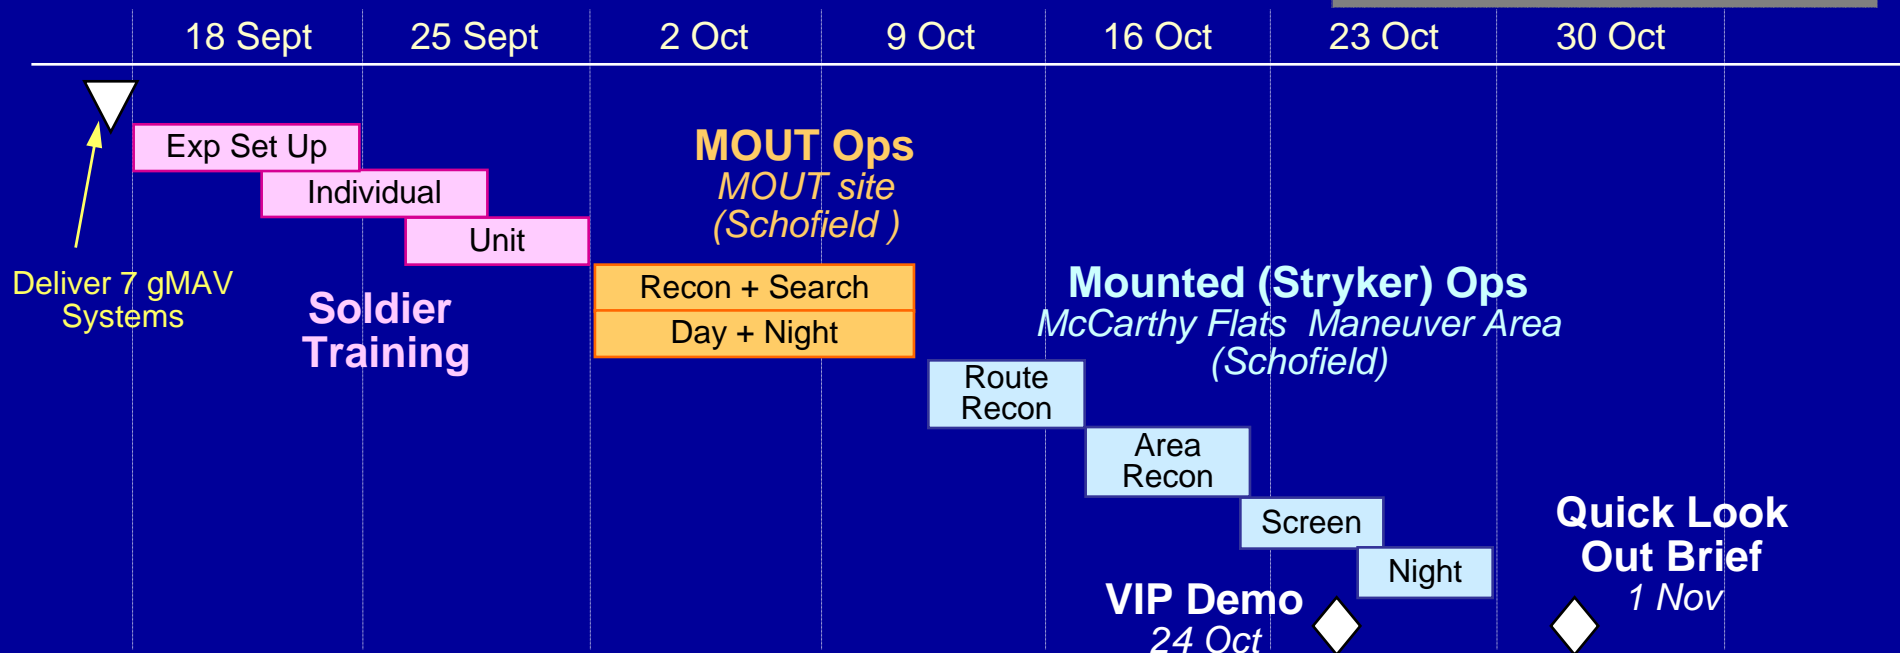 18 Sept 25 Sept 2 Oct 9 Oct 16 Oct 23 Oct 30 Oct
Exp Set Up
Individual
Unit
Deliver 7 gMAV
Systems
Soldier
Training
MOUT Ops
MOUT site
(Schofield )
Recon + Search
Day + Night
Mounted (Stryker) Ops
McCarthy Flats Maneuver Area
(Schofield)
Route
Recon
Area
Recon
Screen
Night
VIP Demo
24 Oct
Quick Look
Out Brief
1 Nov